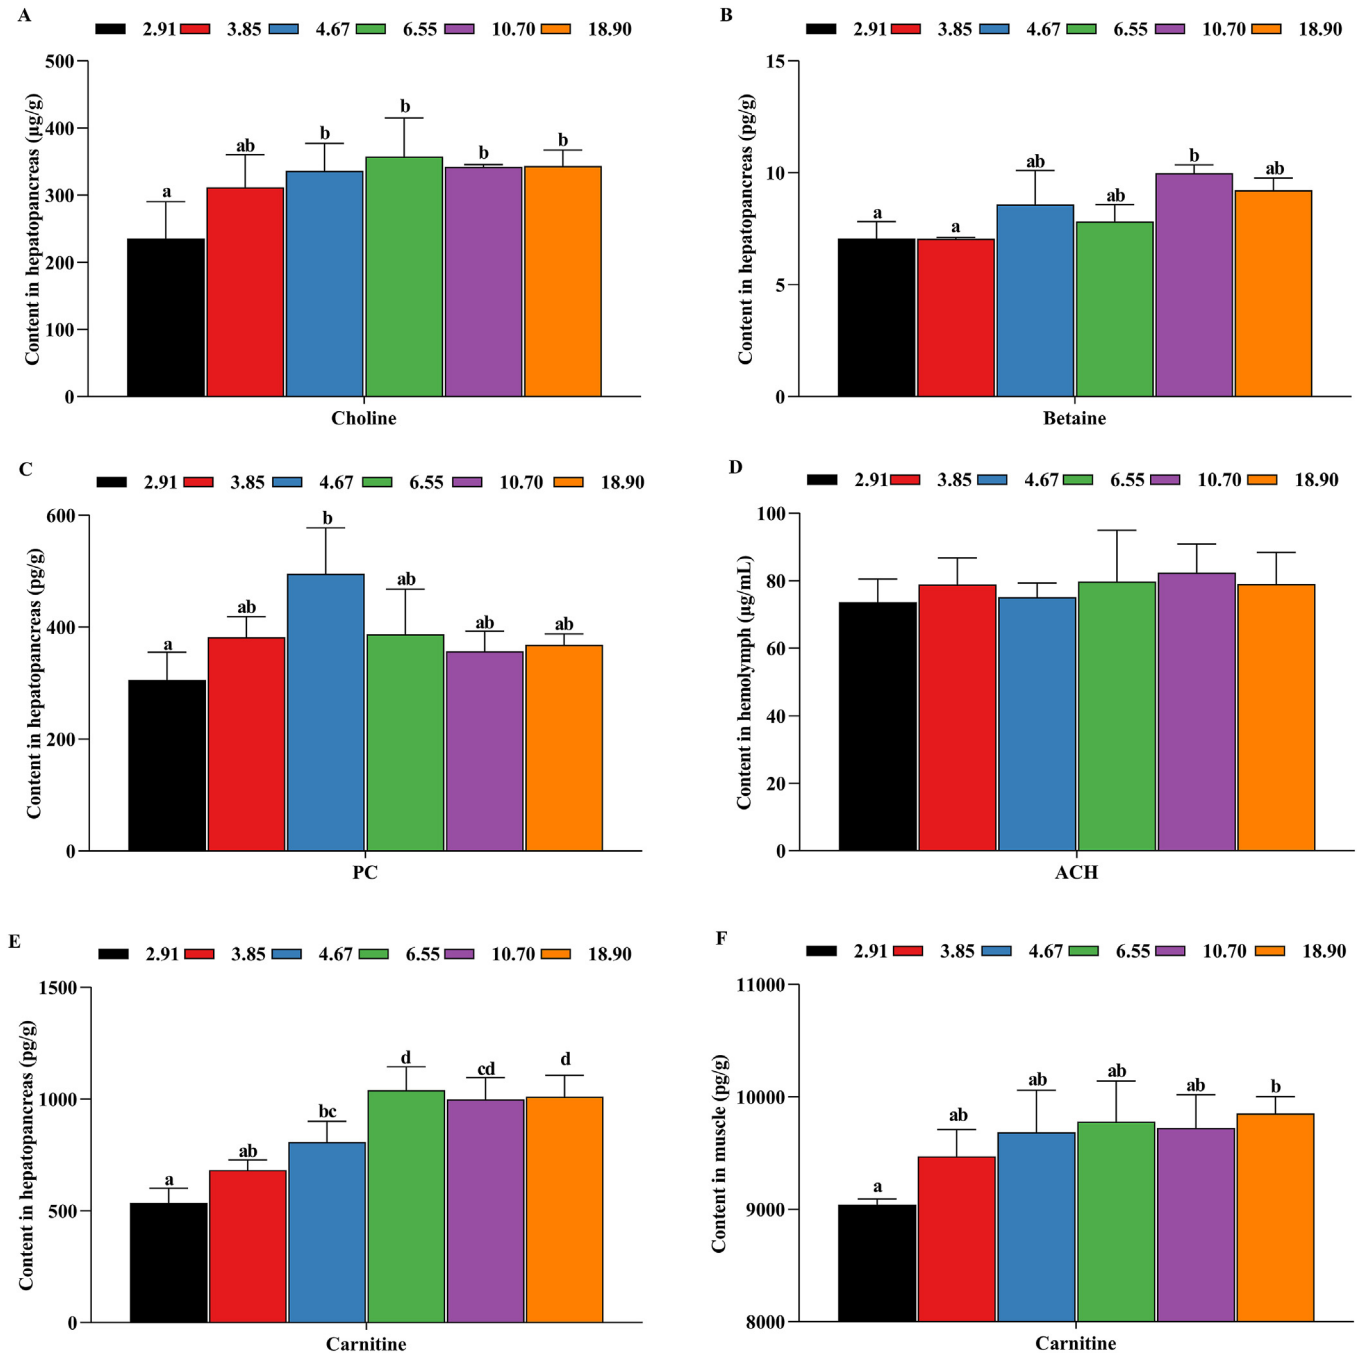 A
2.91 3.85 4.67 6.55 10.70 18.90
500
400
300
200
100
0
Content in hepatopancreas (μg/g)
a ab b b b b
Choline
B
2.91 3.85 4.67 6.55 10.70 18.90
15
10
5
0
Content in hepatopancreas (pg/g)
a a ab ab b ab
Betaine
C
2.91 3.85 4.67 6.55 10.70 18.90
600
400
200
0
Content in hepatopancreas (pg/g)
a ab b ab ab ab
PC
D
2.91 3.85 4.67 6.55 10.70 18.90
100
80
60
40
20
0
Content in hemolymph (μg/mL)
ACH
E
2.91 3.85 4.67 6.55 10.70 18.90
1500
1000
500
0
Content in hepatopancreas (pg/g)
a ab bc d cd d
Carnitine
F
2.91 3.85 4.67 6.55 10.70 18.90
11000
10000
9000
8000
Content in muscle (pg/g)
a ab ab ab ab b
Carnitine